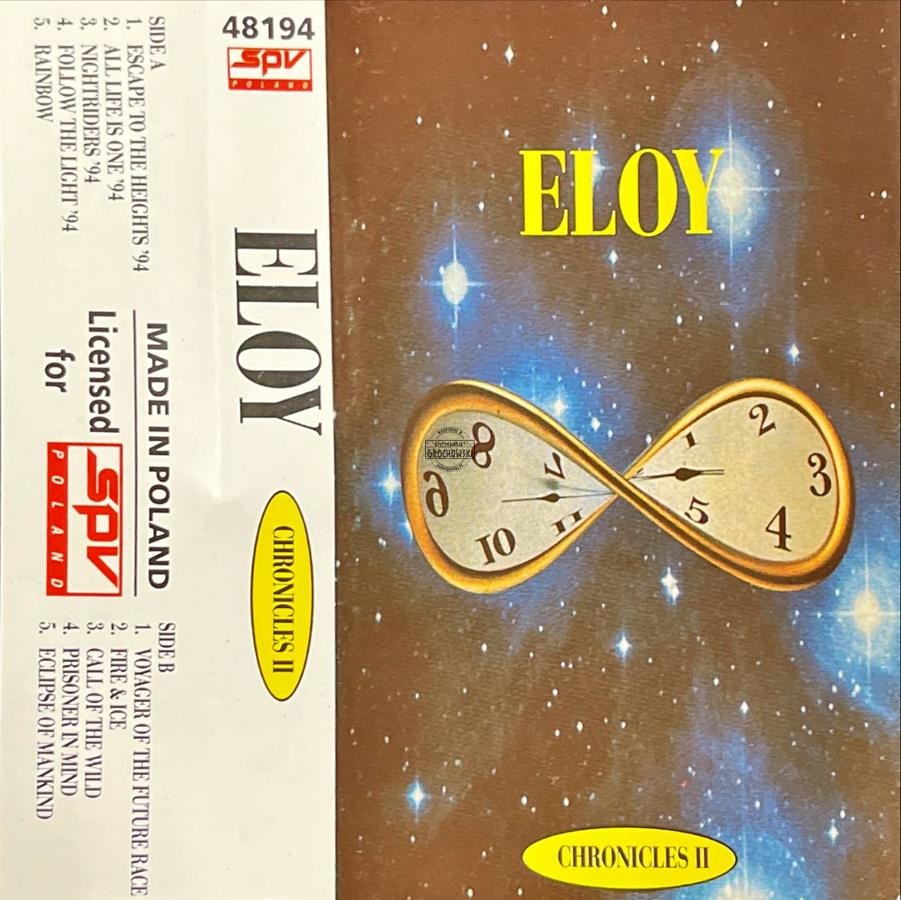 48194
SPV
POLAND
SIDE A
1. ESCAPE TO THE HEIGHTS '94
2. ALL LIFE IS ONE '94
3. NIGHTRIDERS '94
4. FOLLOW THE LIGHT '94
5. RAINBOW
MADE IN POLAND
Licensed
for
SPV
POLAND
SIDE B
1. VOYAGER OF THE FUTURE RACE
2. FIRE & ICE
3. CALL OF THE WILD
4. PRISONER IN MIND
5. ECLIPSE OF MANKIND
ELOY
CHRONICLES II
ELOY
8
V
1
2
3
4
5
6
10
11
GROCHOWSKI
CHRONICLES II